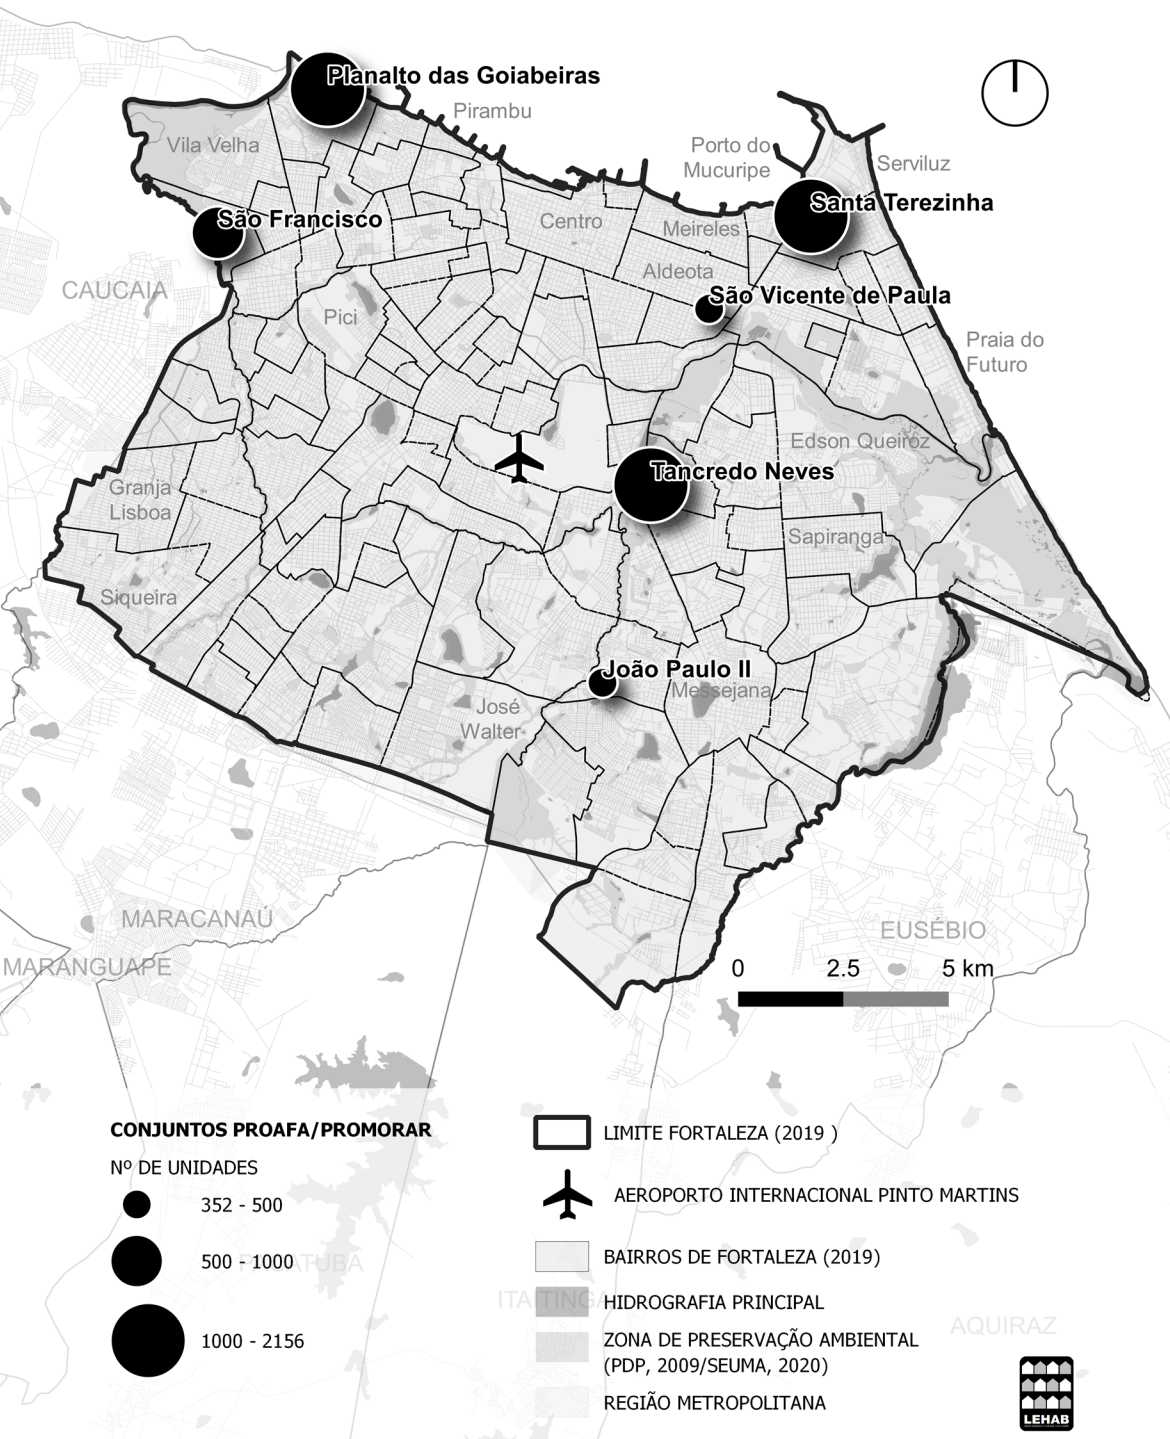 Planalto das Goiabeiras
Pirambu
Vila Velha
Porto do
Mucuripe
Serviluz
Santa Terezinha
São Francisco
Centro
Meireles
Aldeota
CAUCAIA
São Vicente de Paula
Pici
Praia do
Futuro
Edson Queiroz
Tancredo Neves
Granja
Lisboa
Sapiranga
Siqueira
João Paulo II
Messejana
José
Walter
MARACANAÚ
EUSÉBIO
MARANGUAPE
0 2.5 5 km
CONJUNTOS PROAFA/PROMORAR
Nº DE UNIDADES
352 - 500
500 - 1000
1000 - 2156
LIMITE FORTALEZA (2019 )
AEROPORTO INTERNACIONAL PINTO MARTINS
BAIRROS DE FORTALEZA (2019)
HIDROGRAFIA PRINCIPAL
ZONA DE PRESERVAÇÃO AMBIENTAL
(PDP, 2009/SEUMA, 2020)
REGIÃO METROPOLITANA
ITAITINGA
AQUIRAZ
LEHAB